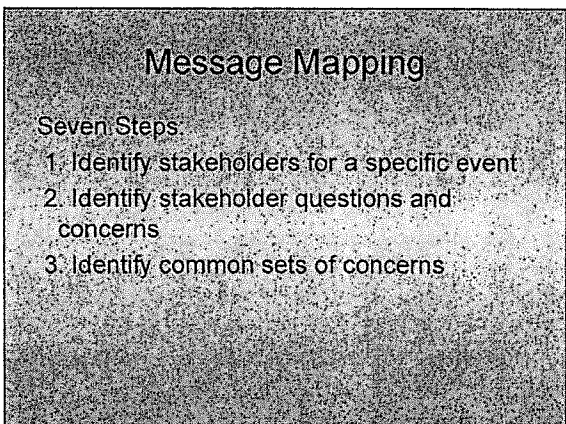 Message Mapping
Seven Steps:
1. Identify stakeholders for a specific event
2. Identify stakeholder questions and
concerns
3. Identify common sets of concerns